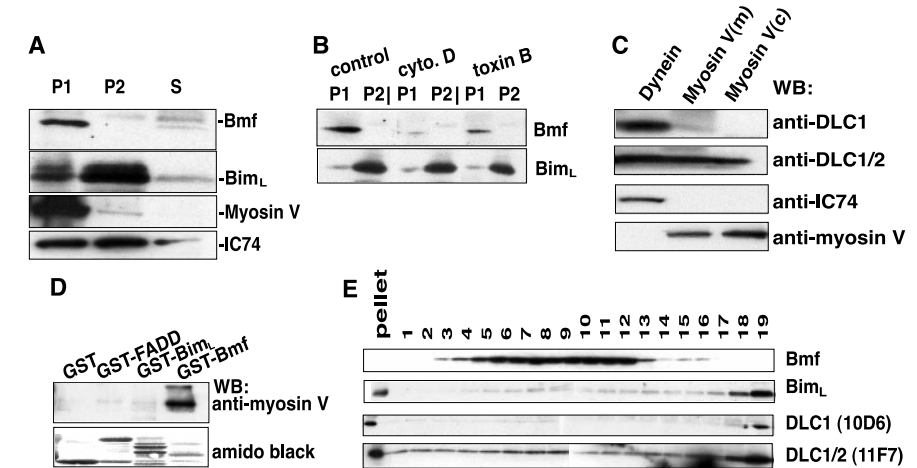 A
P1 P2 S
-Bmf
-BimL
-Myosin V
-IC74
B
control cyto. D toxin B
P1 P2| P1 P2| P1 P2
Bmf
BimL
C
Dynein Myosin V(m) Myosin V(c)
WB:
anti-DLC1
anti-DLC1/2
anti-IC74
anti-myosin V
D
GST GST-FADD GST-BimL GST-Bmf
WB:
anti-myosin V
amido black
E
pellet 1 2 3 4 5 6 7 8 9 10 11 12 13 14 15 16 17 18 19
Bmf
BimL
DLC1 (10D6)
DLC1/2 (11F7)